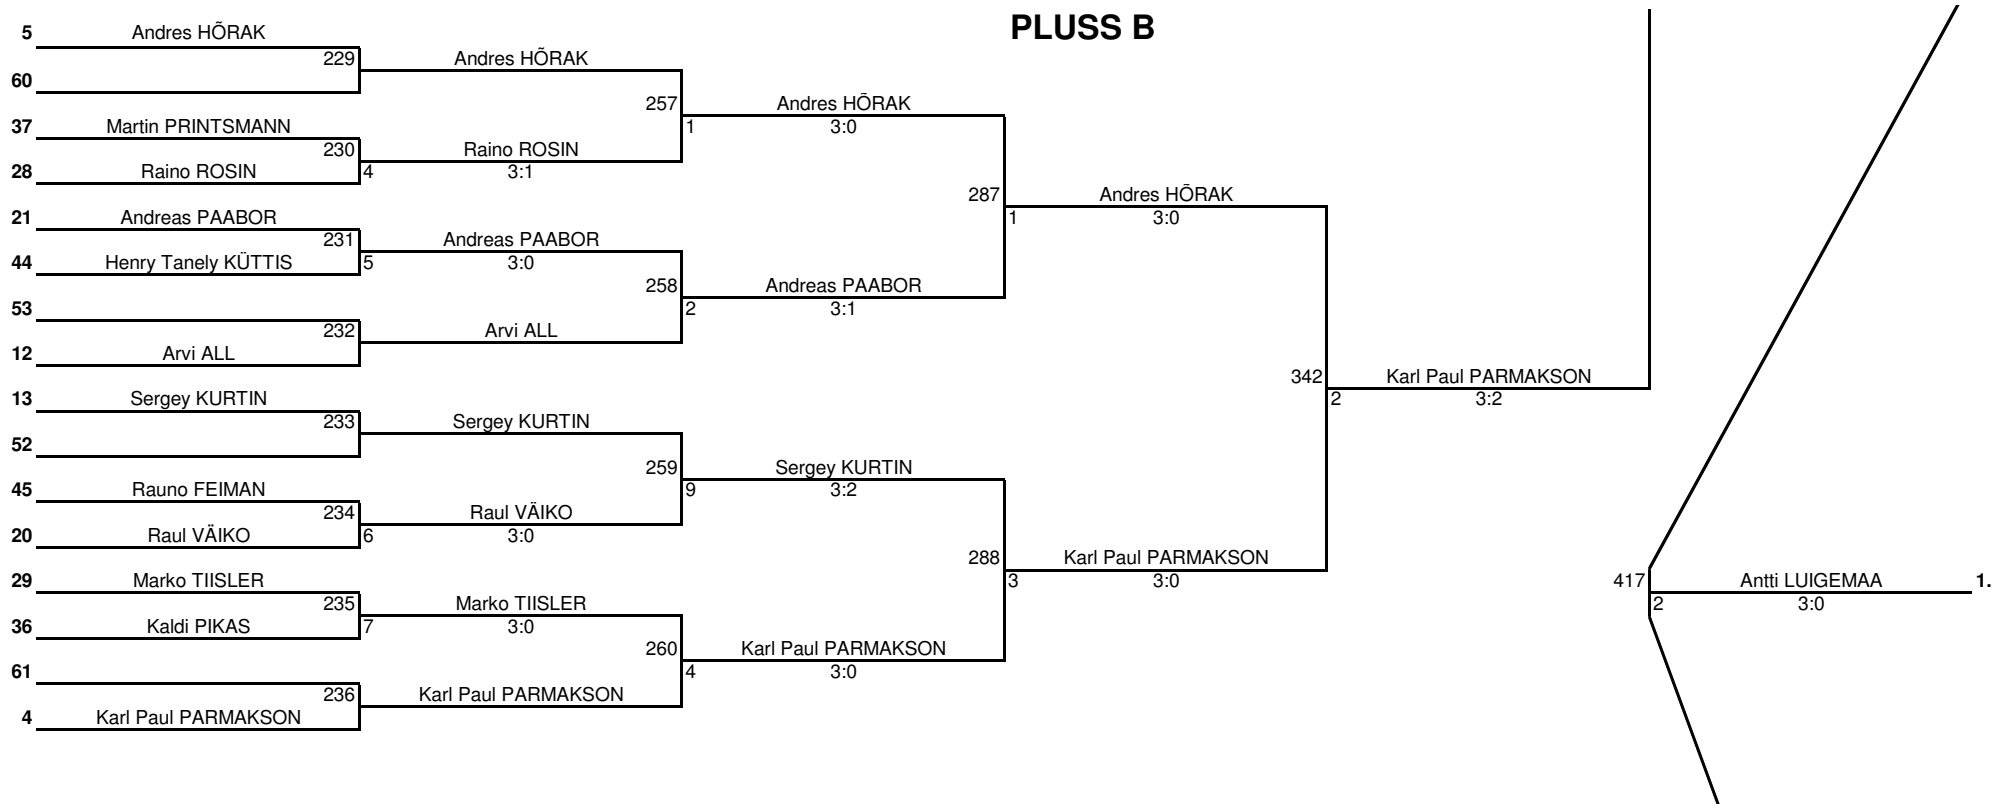 PLUSS B
5 Andres HÕRAK
229 Andres HÕRAK
60
257 Andres HÕRAK
37 Martin PRINTSMANN
1 3:0
230 Raino ROSIN
28 Raino ROSIN
4 3:1
287 Andres HÕRAK
21 Andreas PAABOR
1 3:0
231 Andreas PAABOR
44 Henry Tanely KÜTTIS
5 3:0
258 Andreas PAABOR
53
2 3:1
232 Arvi ALL
12 Arvi ALL
342 Karl Paul PARMAKSON
13 Sergey KURTIN
2 3:2
233 Sergey KURTIN
52
259 Sergey KURTIN
45 Rauno FEIMAN
9 3:2
234 Raul VÄIKO
20 Raul VÄIKO
6 3:0
288 Karl Paul PARMAKSON
29 Marko TIISLER
3 3:0
417 Antti LUIGEMAA 1.
2 3:0
235 Marko TIISLER
36 Kaldi PIKAS
7 3:0
260 Karl Paul PARMAKSON
61
4 3:0
236 Karl Paul PARMAKSON
4 Karl Paul PARMAKSON